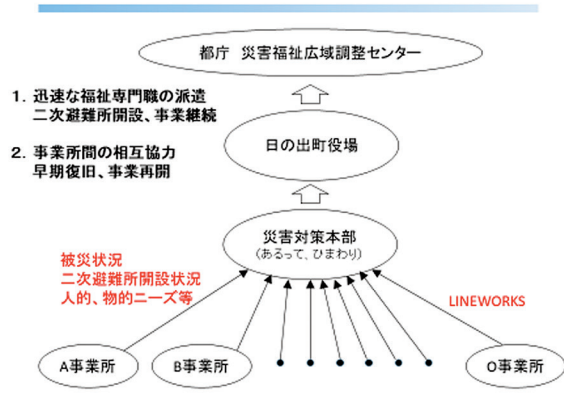 都庁 災害福祉広域調整センター
1. 迅速な福祉専門職の派遣
二次避難所開設、事業継続
日の出町役場
2. 事業所間の相互協力
早期復旧、事業再開
災害対策本部
(あるって、ひまわり)
被災状況
二次避難所開設状況
人的、物的ニーズ等
LINEWORKS
A事業所
B事業所
O事業所